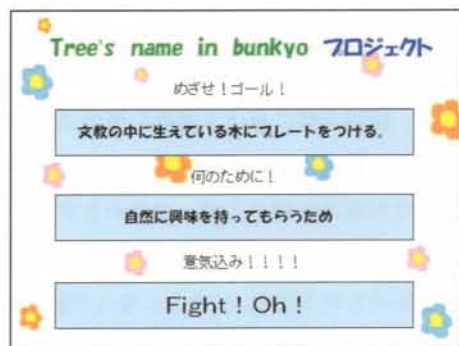 Tree's name in bunkyo プロジェクト
めざせ！ゴール！
文教の中に生えている木にプレートをつける。
何のために！
自然に興味を持ってもらうため
意気込み！！！！
Fight！Oh！